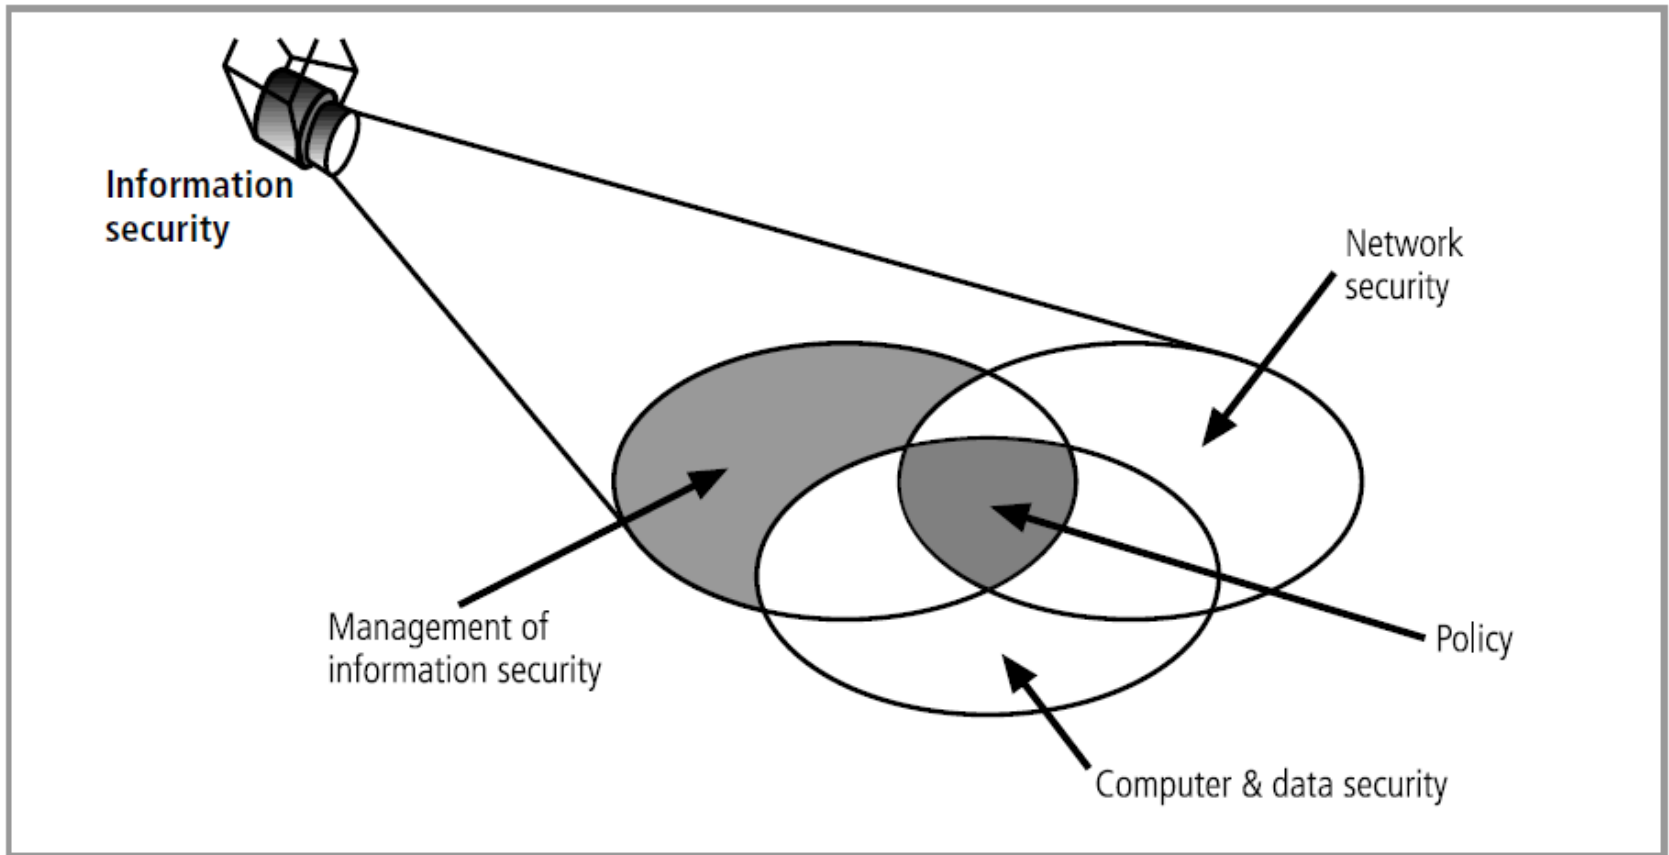 Information
security
Network
security
Management of
information security
Policy
Computer & data security